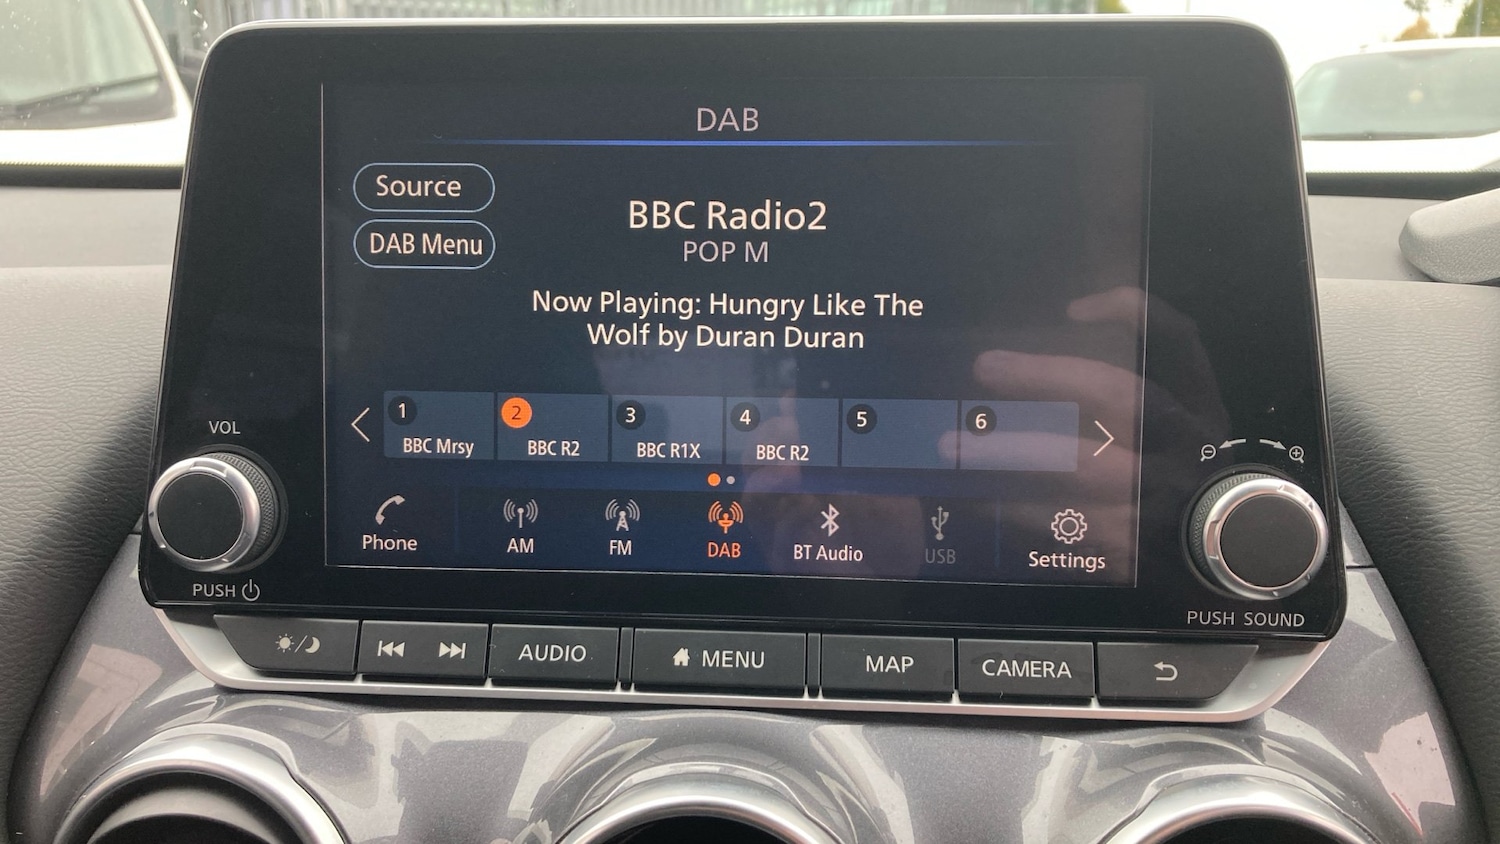 DAB
Source
BBC Radio2
DAB Menu
POP M
Now Playing: Hungry Like The
Wolf by Duran Duran
1
2
3
4
5
6
BBC Mrsy
BBC R2
BBC R1X
BBC R2
VOL
Phone
AM
FM
DAB
BT Audio
USB
Settings
PUSH
PUSH SOUND
AUDIO
MENU
MAP
CAMERA